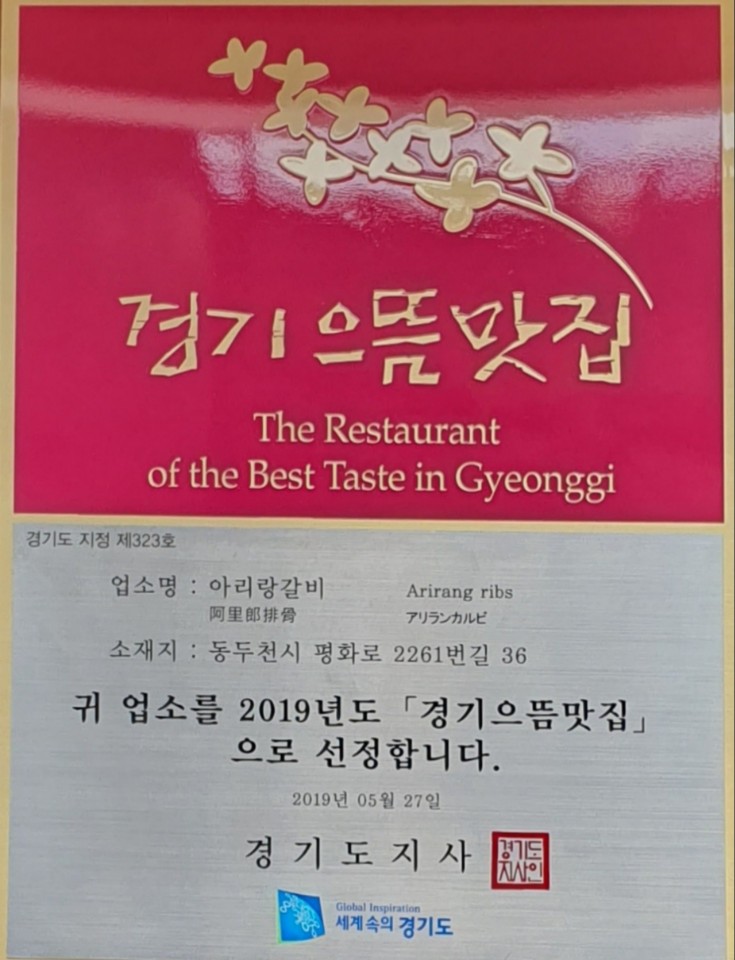 경기 으뜸맛집
The Restaurant
of the Best Taste in Gyeonggi
경기도 지정 제323호
업소명 : 아리랑갈비 Arirang ribs
阿里郎排骨 アリランカルビ
소재지 : 동두천시 평화로 2261번길 36
귀 업소를 2019년도 「경기으뜸맛집」
으로 선정합니다.
2019년 05월 27일
경기도지사
경기도
지사인
Global Inspiration
세계속의 경기도